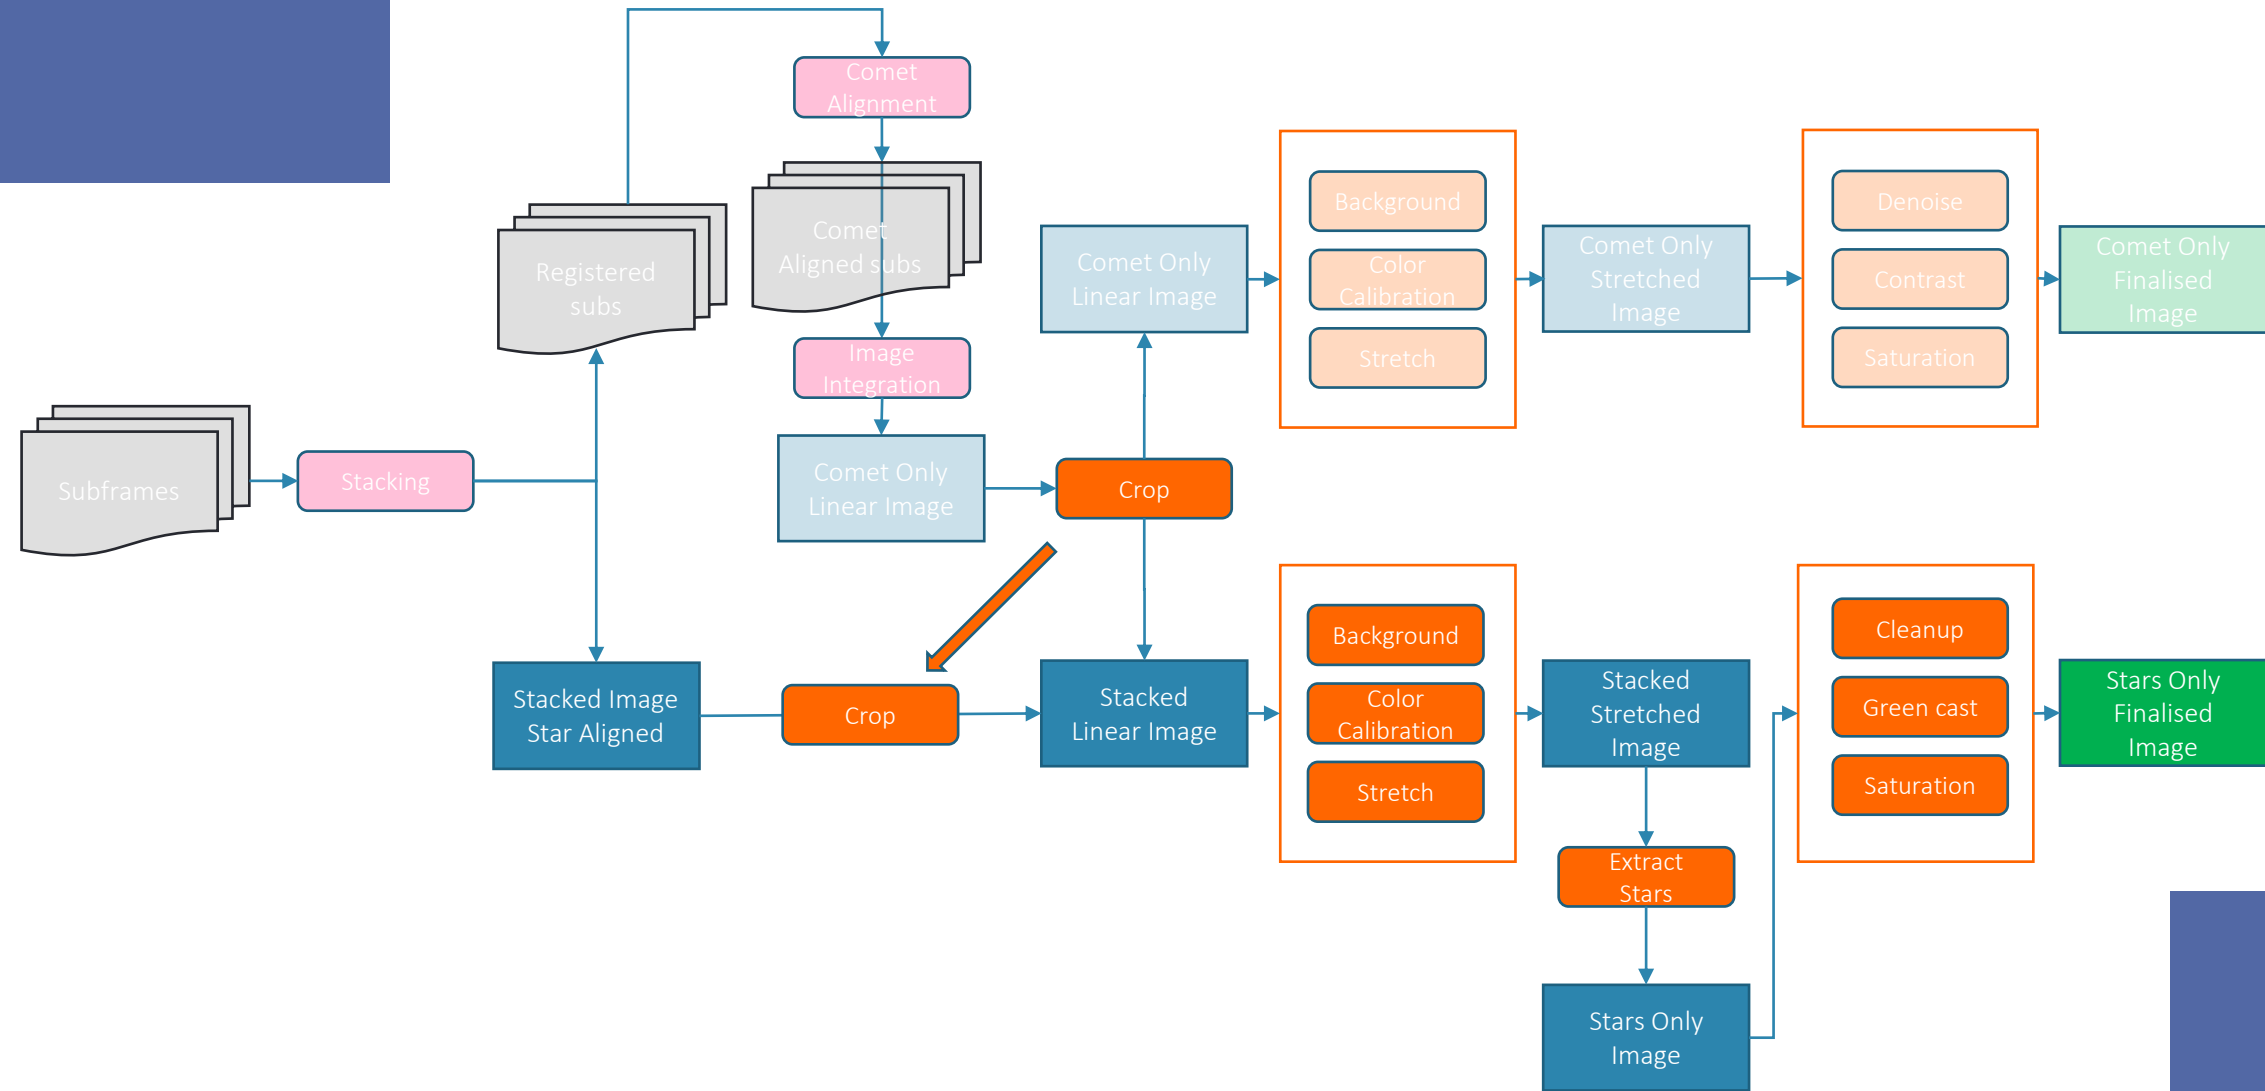 Comet
Alignment
Comet
Aligned subs
Registered
subs
Image
Integration
Subframes
Stacking
Comet Only
Linear Image
Crop
Comet Only
Linear Image
Background
Color
Calibration
Stretch
Comet Only
Stretched
Image
Denoise
Contrast
Saturation
Comet Only
Finalised
Image
Stacked Image
Star Aligned
Crop
Stacked
Linear Image
Background
Color
Calibration
Stretch
Stacked
Stretched
Image
Extract
Stars
Stars Only
Image
Cleanup
Green cast
Saturation
Stars Only
Finalised
Image